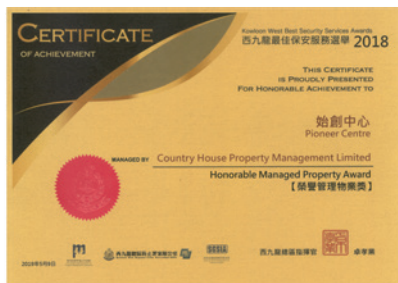 CERTIFICATE
OF ACHIEVEMENT
Kowloon West Best Security Services Awards
西九龍最佳保安服務選舉 2018
THIS CERTIFICATE
IS PROUDLY PRESENTED
FOR HONORABLE ACHIEVEMENT TO
始創中心
Pioneer Centre
MANAGED BY Country House Property Management Limited
Honorable Managed Property Award
【榮譽管理物業獎】
西九龍總區指揮官 卓孝業